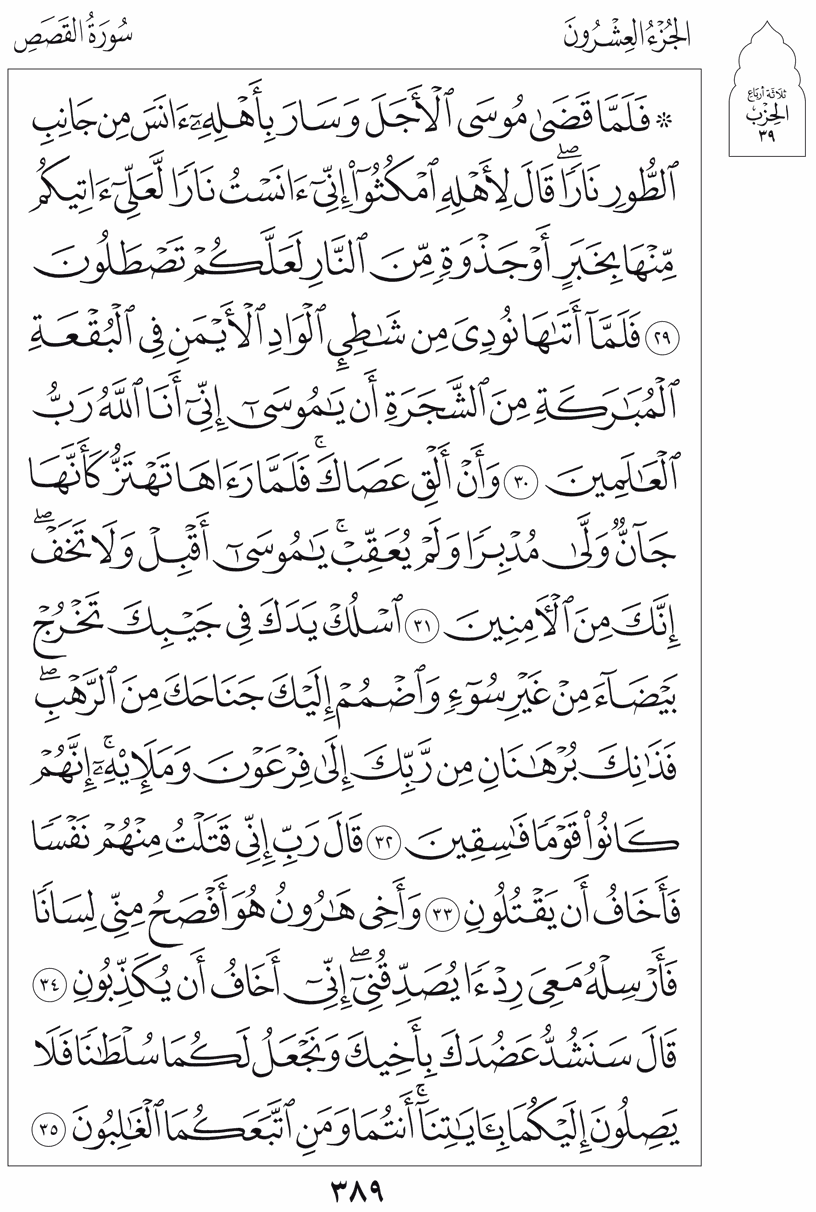 الجُزْءُ العِشْرُونَ
سُورَةُ القَصَصِ
ثَلَاثَة أرْبَاع
الحِزْب
٣٩
۞ فَلَمَّا قَضَىٰ مُوسَى ٱلْأَجَلَ وَسَارَ بِأَهْلِهِۦٓ ءَانَسَ مِن جَانِبِ
ٱلطُّورِ نَارًاۖ قَالَ لِأَهْلِهِ ٱمْكُثُوٓا۟ إِنِّىٓ ءَانَسْتُ نَارًا لَّعَلِّىٓ ءَاتِيكُم
مِّنْهَا بِخَبَرٍ أَوْ جَذْوَةٍ مِّنَ ٱلنَّارِ لَعَلَّكُمْ تَصْطَلُونَ
٢٩ فَلَمَّآ أَتَىٰهَا نُودِىَ مِن شَٰطِئِ ٱلْوَادِ ٱلْأَيْمَنِ فِى ٱلْبُقْعَةِ
ٱلْمُبَٰرَكَةِ مِنَ ٱلشَّجَرَةِ أَن يَٰمُوسَىٰٓ إِنِّىٓ أَنَا ٱللَّهُ رَبُّ
ٱلْعَٰلَمِينَ ٣٠ وَأَنْ أَلْقِ عَصَاكَۚ فَلَمَّا رَءَاهَا تَهْتَزُّ كَأَنَّهَا
جَآنٌّ وَلَّىٰ مُدْبِرًا وَلَمْ يُعَقِّبْۚ يَٰمُوسَىٰٓ أَقْبِلْ وَلَا تَخَفْۖ
إِنَّكَ مِنَ ٱلْءَامِنِينَ ٣١ ٱسْلُكْ يَدَكَ فِى جَيْبِكَ تَخْرُجْ
بَيْضَآءَ مِنْ غَيْرِ سُوٓءٍ وَٱضْمُمْ إِلَيْكَ جَنَاحَكَ مِنَ ٱلرَّهْبِۖ
فَذَٰنِكَ بُرْهَٰنَانِ مِن رَّبِّكَ إِلَىٰ فِرْعَوْنَ وَمَلَإِي۟هِۦٓۚ إِنَّهُمْ
كَانُوا۟ قَوْمًا فَٰسِقِينَ ٣٢ قَالَ رَبِّ إِنِّى قَتَلْتُ مِنْهُمْ نَفْسًا
فَأَخَافُ أَن يَقْتُلُونِ ٣٣ وَأَخِى هَٰرُونُ هُوَ أَفْصَحُ مِنِّى لِسَانًا
فَأَرْسِلْهُ مَعِىَ رِدْءًا يُصَدِّقُنِىٓۖ إِنِّىٓ أَخَافُ أَن يُكَذِّبُونِ ٣٤
قَالَ سَنَشُدُّ عَضُدَكَ بِأَخِيكَ وَنَجْعَلُ لَكُمَا سُلْطَٰنًا فَلَا
يَصِلُونَ إِلَيْكُمَا بِـَٔايَٰتِنَآۚ أَنتُمَا وَمَنِ ٱتَّبَعَكُمَا ٱلْغَٰلِبُونَ ٣٥
٣٨٩